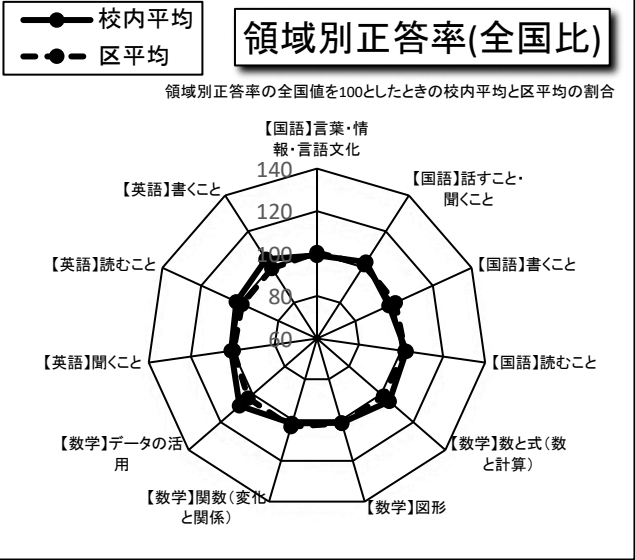 校内平均
区平均
領域別正答率(全国比)
領域別正答率の全国値を100としたときの校内平均と区平均の割合
【国語】言葉・情
報・言語文化
【国語】話すこと・
聞くこと
【国語】書くこと
【国語】読むこと
【数学】数と式（数
と計算）
【数学】図形
【数学】関数（変化
と関係）
【数学】データの活
用
【英語】聞くこと
【英語】読むこと
【英語】書くこと
140
120
100
80
60